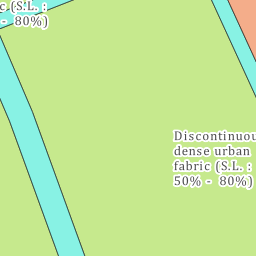 c (S.L. :
- 80%)
Discontinuou
dense urban
fabric (S.L. :
50% - 80%)